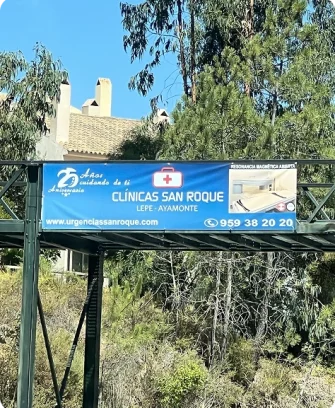 25 Años
cuidando de ti
Aniversario
CLÍNICAS SAN ROQUE
LEPE - AYAMONTE
www.urgenciassanroque.com
RESONANCIA MAGNÉTICA ABIERTA
959 38 20 20